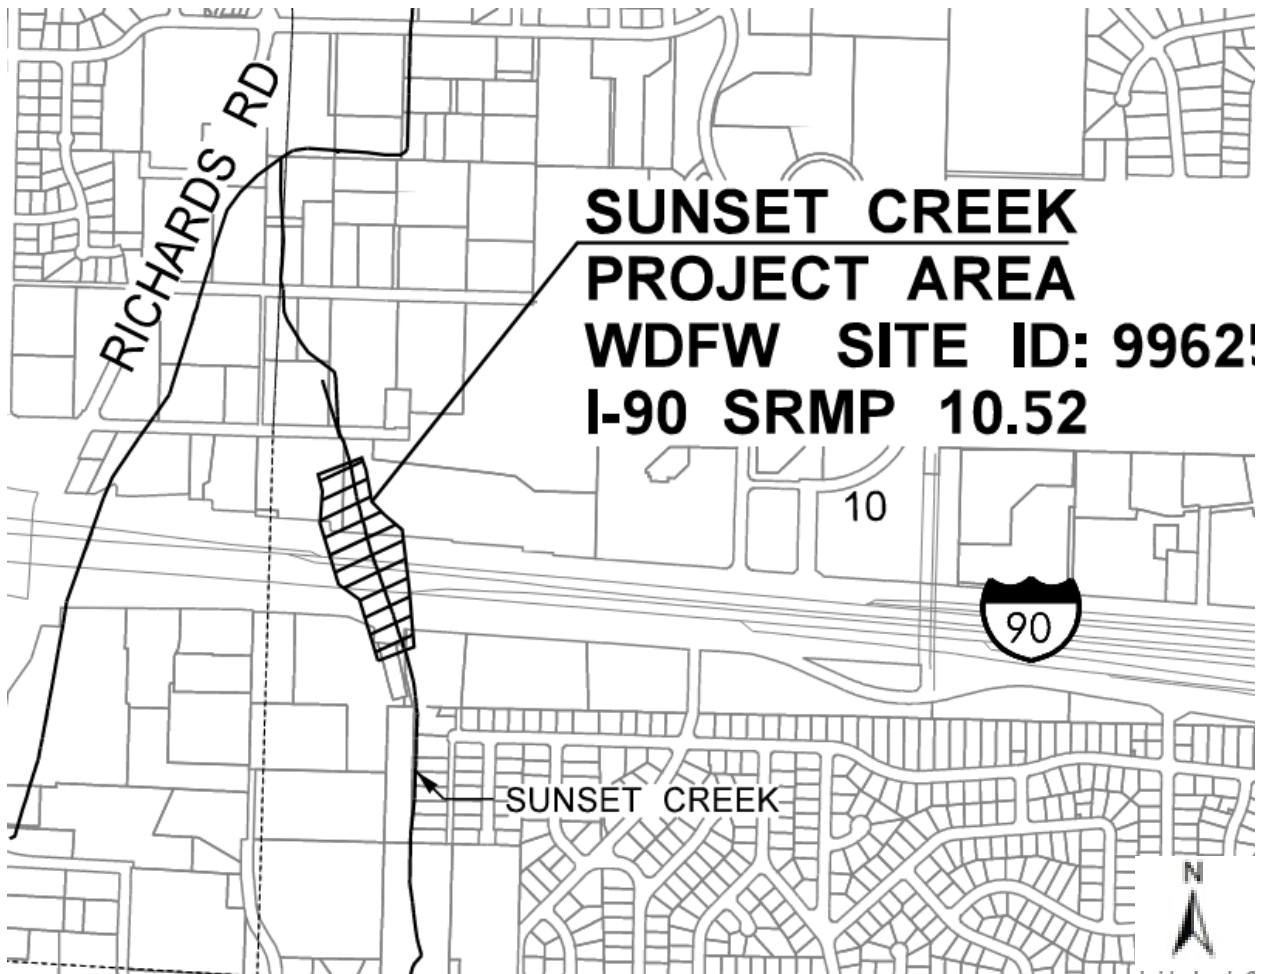 RICHARDS RD
SUNSET CREEK
PROJECT AREA
WDFW SITE ID:
I-90 SRMP 10.52
10
90
SUNSET CREEK
N